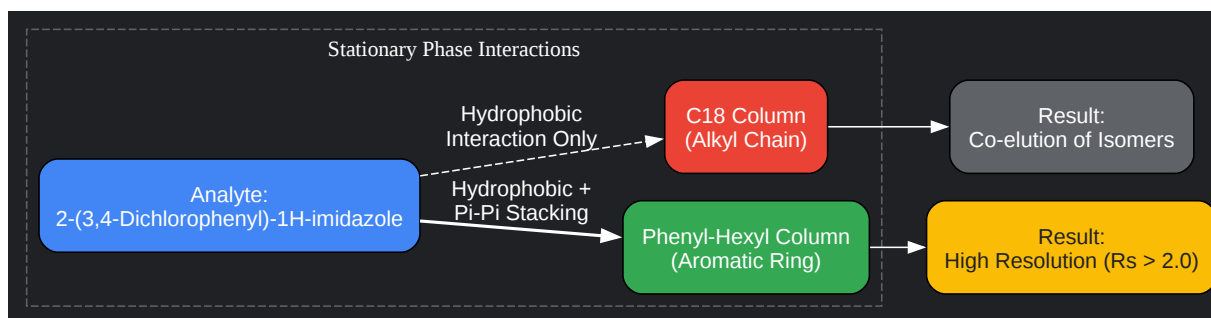 Stationary Phase Interactions
Hydrophobic
Interaction Only
C18 Column
(Alkyl Chain)
Result:
Co-elution of Isomers
Analyte:
2-(3,4-Dichlorophenyl)-1H-imidazole
Hydrophobic +
Pi-Pi Stacking
Phenyl-Hexyl Column
(Aromatic Ring)
Result:
High Resolution (Rs > 2.0)